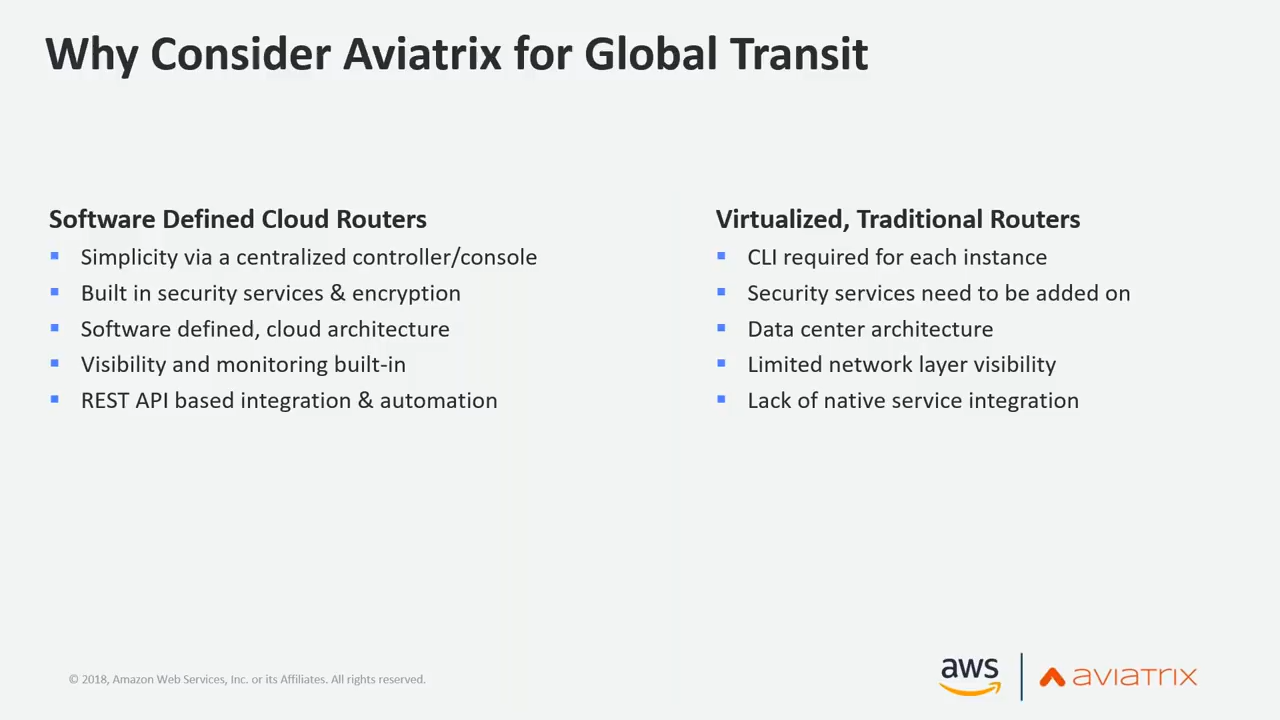 Why Consider Aviatrix for Global Transit
Software Defined Cloud Routers
Simplicity via a centralized controller/console
Built in security services & encryption
Software defined, cloud architecture
Visibility and monitoring built-in
REST API based integration & automation
Virtualized, Traditional Routers
CLI required for each instance
Security services need to be added on
Data center architecture
Limited network layer visibility
Lack of native service integration
© 2018, Amazon Web Services, Inc. or its Affiliates. All rights reserved.
aws
aviatrix